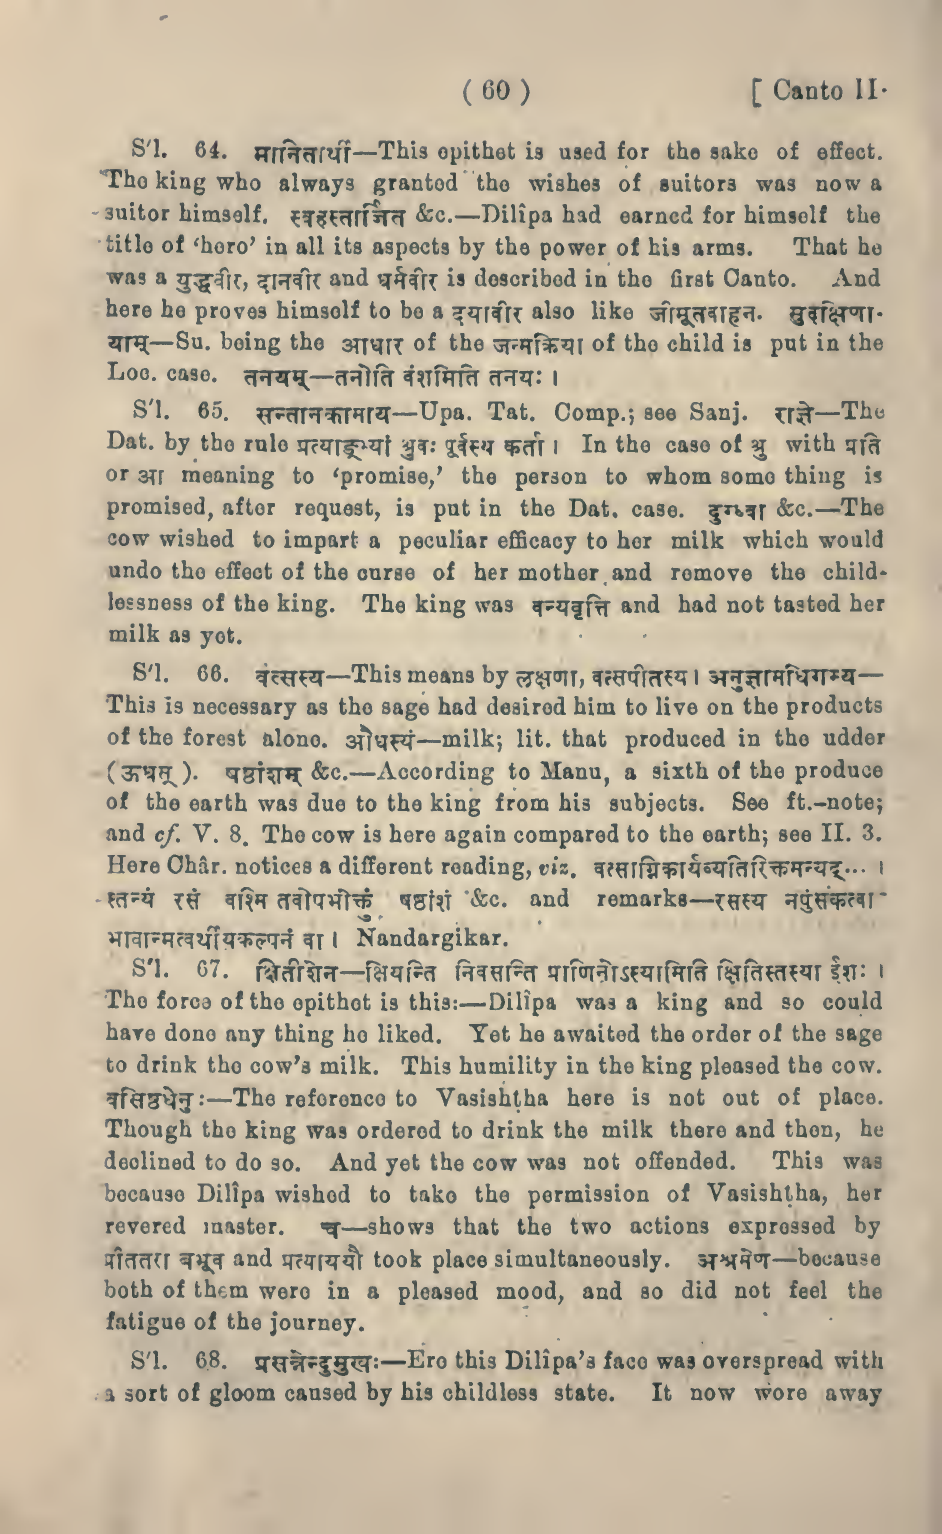 ( 60 ) [ Canto II.
S'l. 64. मानितार्थी—This epithet is used for the sake of effect.
The king who always granted the wishes of suitors was now a
suitor himself. स्वहस्तार्जित &c.—Dilîpa had earned for himself the
title of ‘hero’ in all its aspects by the power of his arms. That he
was a युद्धवीर, दानवीर and धर्मवीर is described in the first Canto. And
here he proves himself to be a दयावीर also like जीमूतवाहन. सुदक्षिणा-
याम्—Su. being the आधार of the जन्मक्रिया of the child is put in the
Loc. case. तनयम्—तनोति वंशमिति तनयः ।
S'l. 65. सन्तानकामाय—Upa. Tat. Comp.; see Sanj. राज्ञे—The
Dat. by the rule प्रत्याङ्भ्यां श्रुवः पूर्वस्य कर्ता । In the case of श्रु with प्रति
or आ meaning to ‘promise,’ the person to whom some thing is
promised, after request, is put in the Dat. case. दुग्ध्वा &c.—The
cow wished to impart a peculiar efficacy to her milk which would
undo the effect of the curse of her mother and remove the child-
lessness of the king. The king was वन्यवृत्ति and had not tasted her
milk as yet.
S'l. 66. वत्सस्य—This means by लक्षणा, वत्सपीतस्य । अनुज्ञामधिगम्य—
This is necessary as the sage had desired him to live on the products
of the forest alone. औधस्यं—milk; lit. that produced in the udder
(ऊधस् ). षष्ठांशम् &c.—According to Manu, a sixth of the produce
of the earth was due to the king from his subjects. See ft.-note;
and cf. V. 8. The cow is here again compared to the earth; see II. 3.
Here Châr. notices a different reading, viz. वत्साग्निकार्यव्यतिरिक्तमन्यद्... ।
स्तन्यं रसं वश्मि तवोपभोक्तुं षष्ठांशं &c. and remarks—रसस्य नपुंसकत्वा
भावान्मत्वर्थीयकल्पनं वा । Nandargikar.
S'l. 67. क्षितीशेन—क्षियन्ति निवसन्ति प्राणिनोऽस्यामिति क्षितिस्तस्या ईशः ।
The force of the epithet is this:—Dilîpa was a king and so could
have done any thing he liked. Yet he awaited the order of the sage
to drink the cow's milk. This humility in the king pleased the cow.
वसिष्ठधेनुः—The reference to Vasishṭha here is not out of place.
Though the king was ordered to drink the milk there and then, he
declined to do so. And yet the cow was not offended. This was
because Dilîpa wished to take the permission of Vasishṭha, her
revered master. च—shows that the two actions expressed by
प्रीततरा बभूव and प्रत्याययौ took place simultaneously. अश्रमेण—because
both of them were in a pleased mood, and so did not feel the
fatigue of the journey.
S'l. 68. प्रसन्नेन्दुमुखः—Ere this Dilîpa's face was overspread with
a sort of gloom caused by his childless state. It now wore away